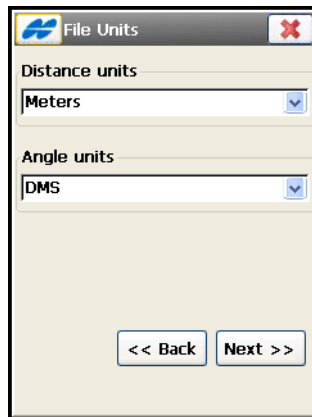 File Units
Distance units
Meters
Angle units
DMS
<< Back Next >>